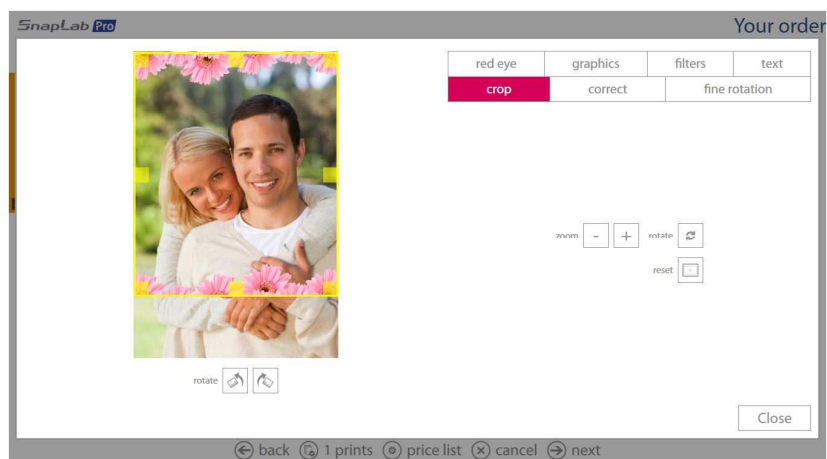 SnapLab Pro
Your order
red eye graphics filters text
crop correct fine rotation
zoom - + rotate
reset
rotate
Close
back 1 prints price list cancel next